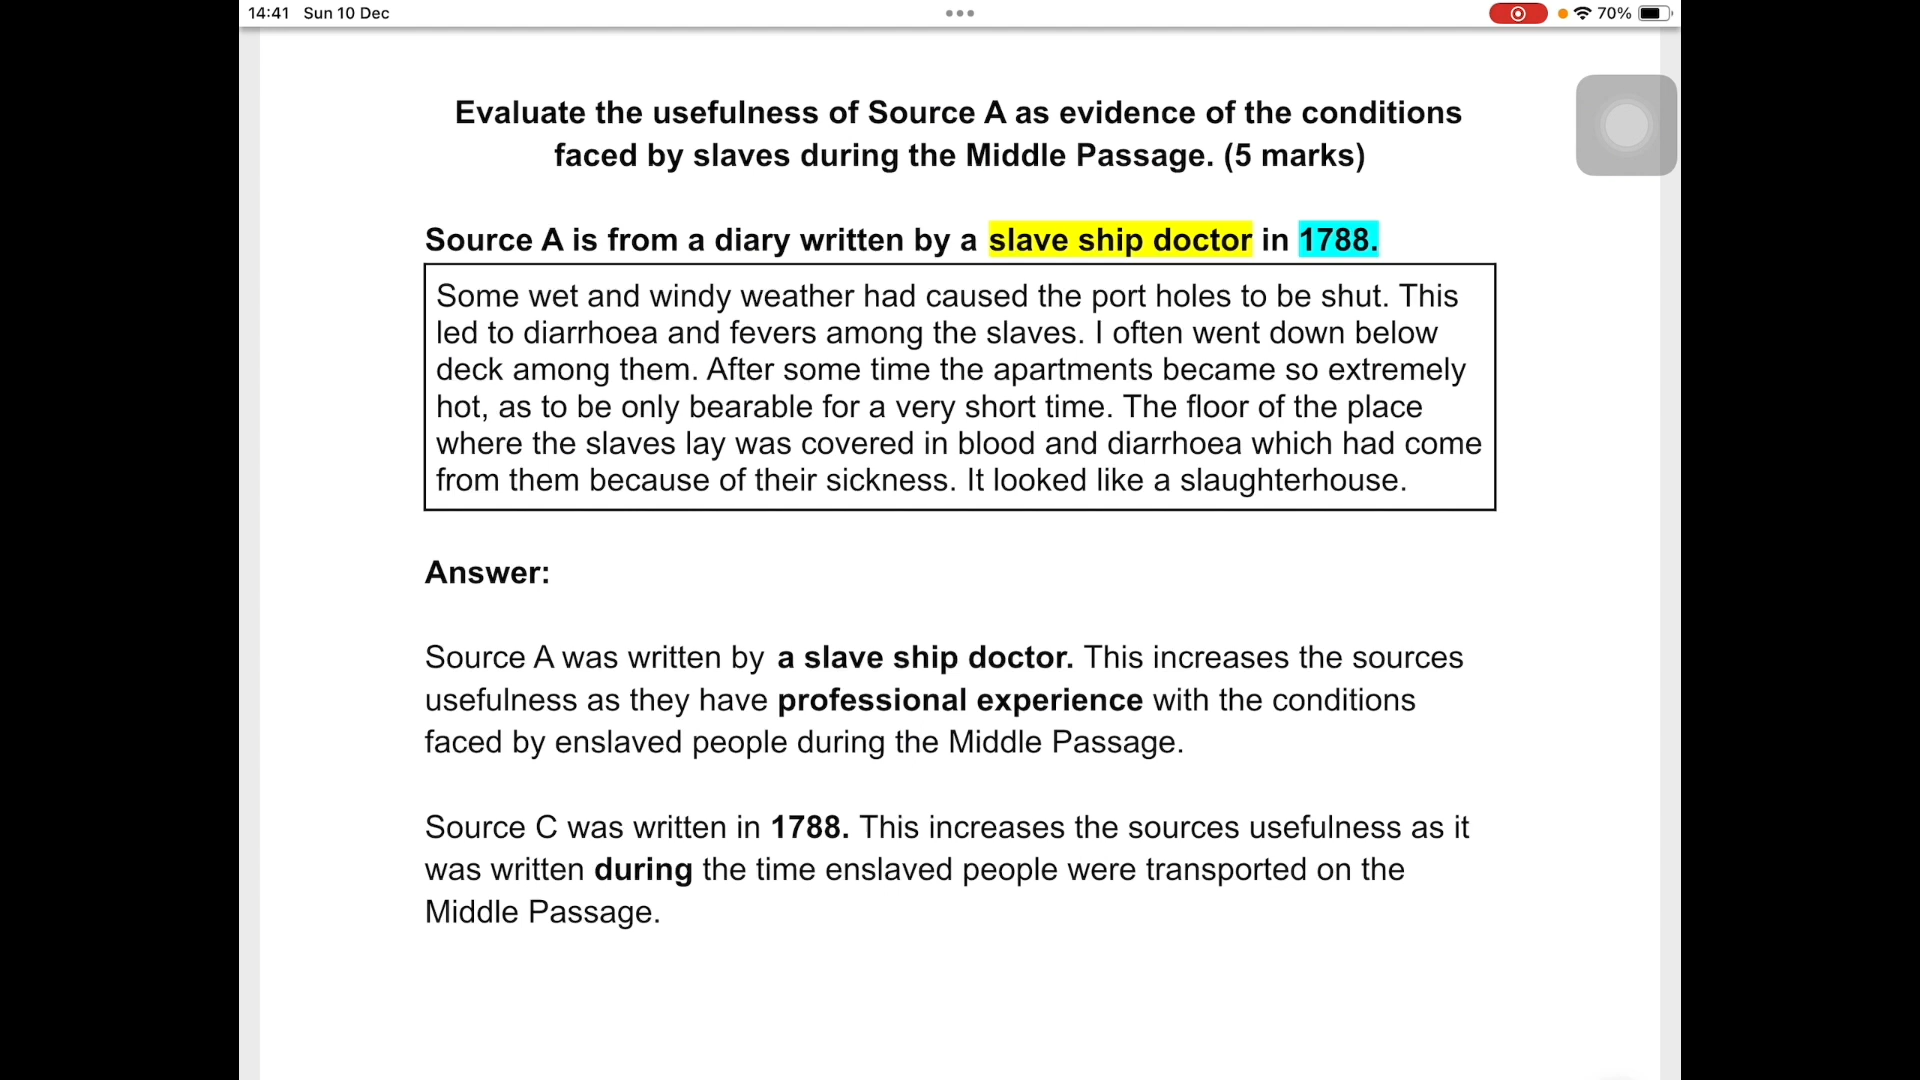 14:41 Sun 10 Dec
70%
Evaluate the usefulness of Source A as evidence of the conditions
faced by slaves during the Middle Passage. (5 marks)
Source A is from a diary written by a slave ship doctor in 1788.
Some wet and windy weather had caused the port holes to be shut. This
led to diarrhoea and fevers among the slaves. I often went down below
deck among them. After some time the apartments became so extremely
hot, as to be only bearable for a very short time. The floor of the place
where the slaves lay was covered in blood and diarrhoea which had come
from them because of their sickness. It looked like a slaughterhouse.
Answer:
Source A was written by a slave ship doctor. This increases the sources
usefulness as they have professional experience with the conditions
faced by enslaved people during the Middle Passage.
Source C was written in 1788. This increases the sources usefulness as it
was written during the time enslaved people were transported on the
Middle Passage.